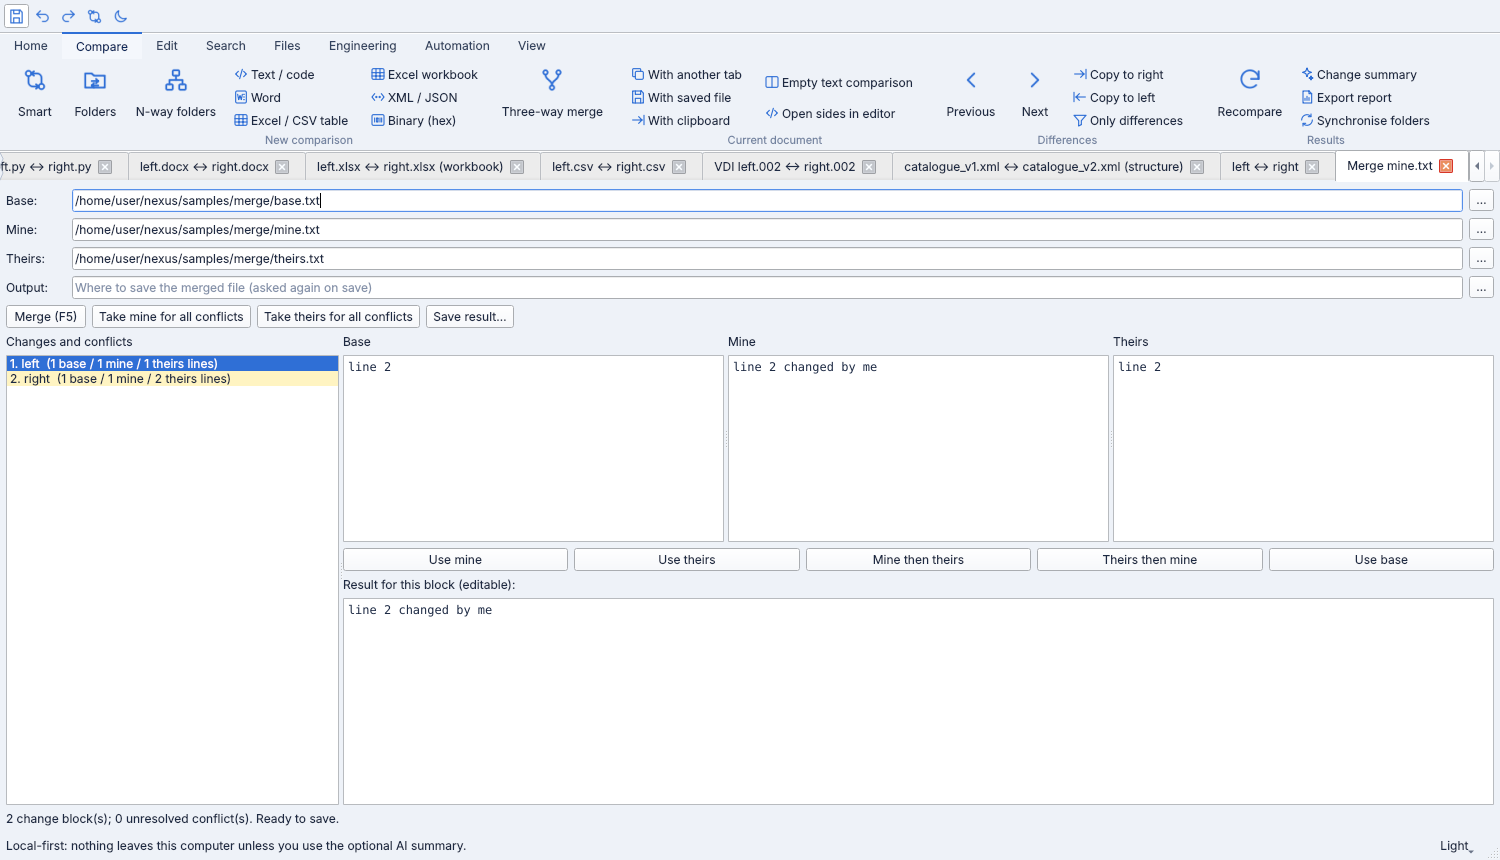 Home Compare Edit Search Files Engineering Automation View
Smart
Folders
N-way folders
Text / code
Word
Excel / CSV table
Excel workbook
XML / JSON
Binary (hex)
New comparison
Three-way merge
With another tab
With saved file
With clipboard
Empty text comparison
Open sides in editor
Current document
Previous
Next
Copy to right
Copy to left
Only differences
Differences
Recompare
Change summary
Export report
Synchronise folders
Results
ft.py ↔ right.py
left.docx ↔ right.docx
left.xlsx ↔ right.xlsx (workbook)
left.csv ↔ right.csv
VDI left.002 ↔ right.002
catalogue_v1.xml ↔ catalogue_v2.xml (structure)
left ↔ right
Merge mine.txt
Base: /home/user/nexus/samples/merge/base.txt ...
Mine: /home/user/nexus/samples/merge/mine.txt ...
Theirs: /home/user/nexus/samples/merge/theirs.txt ...
Output: Where to save the merged file (asked again on save) ...
Merge (F5) Take mine for all conflicts Take theirs for all conflicts Save result...
Changes and conflicts
1. left (1 base / 1 mine / 1 theirs lines)
2. right (1 base / 1 mine / 2 theirs lines)
Base
line 2
Mine
line 2 changed by me
Theirs
line 2
Use mine Use theirs Mine then theirs Theirs then mine Use base
Result for this block (editable):
line 2 changed by me
2 change block(s); 0 unresolved conflict(s). Ready to save.
Local-first: nothing leaves this computer unless you use the optional AI summary.
Light